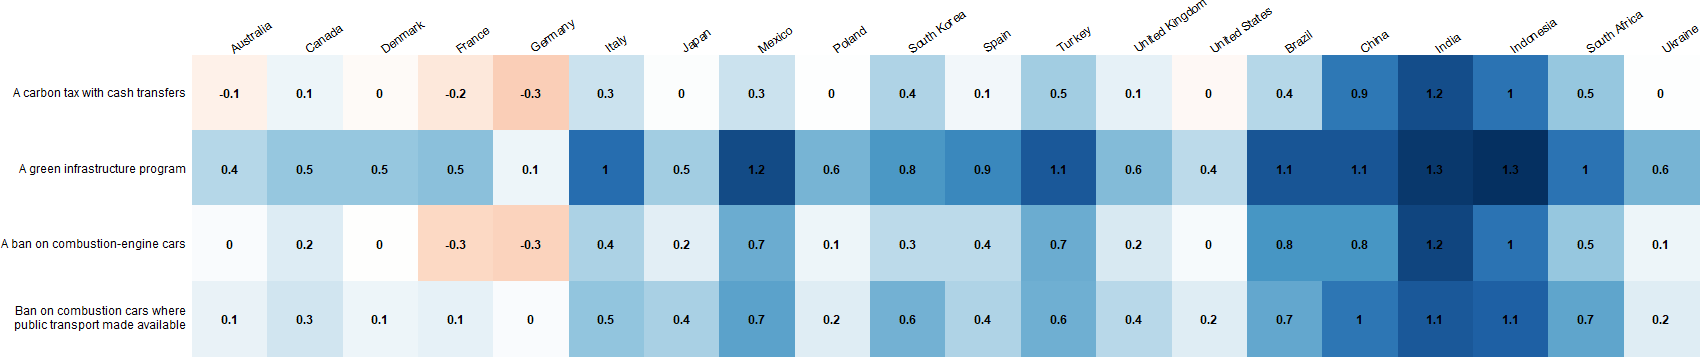 Australia Canada Denmark France Germany Italy Japan Mexico Poland South Korea Spain Turkey United Kingdom United States Brazil China India Indonesia South Africa Ukraine
A carbon tax with cash transfers -0.1 0.1 0 -0.2 -0.3 0.3 0 0.3 0 0.4 0.1 0.5 0.1 0 0.4 0.9 1.2 1 0.5 0
A green infrastructure program 0.4 0.5 0.5 0.5 0.1 1 0.5 1.2 0.6 0.8 0.9 1.1 0.6 0.4 1.1 1.1 1.3 1.3 1 0.6
A ban on combustion-engine cars 0 0.2 0 -0.3 -0.3 0.4 0.2 0.7 0.1 0.3 0.4 0.7 0.2 0 0.8 0.8 1.2 1 0.5 0.1
Ban on combustion cars where
public transport made available 0.1 0.3 0.1 0.1 0 0.5 0.4 0.7 0.2 0.6 0.4 0.6 0.4 0.2 0.7 1 1.1 1.1 0.7 0.2